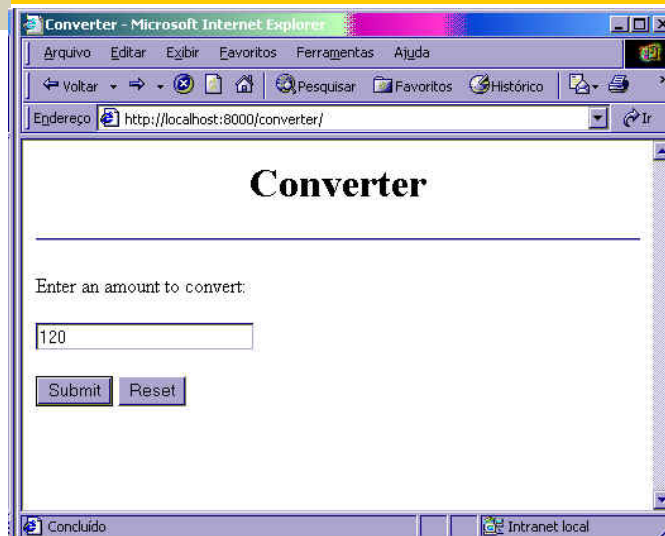 Converter - Microsoft Internet Explorer
Arquivo Editar Exibir Favoritos Ferramentas Ajuda
Voltar Pesquisar Favoritos Histórico
Endereço http://localhost:8000/converter/ Ir
Converter
Enter an amount to convert:
120
Submit Reset
Concluído Intranet local